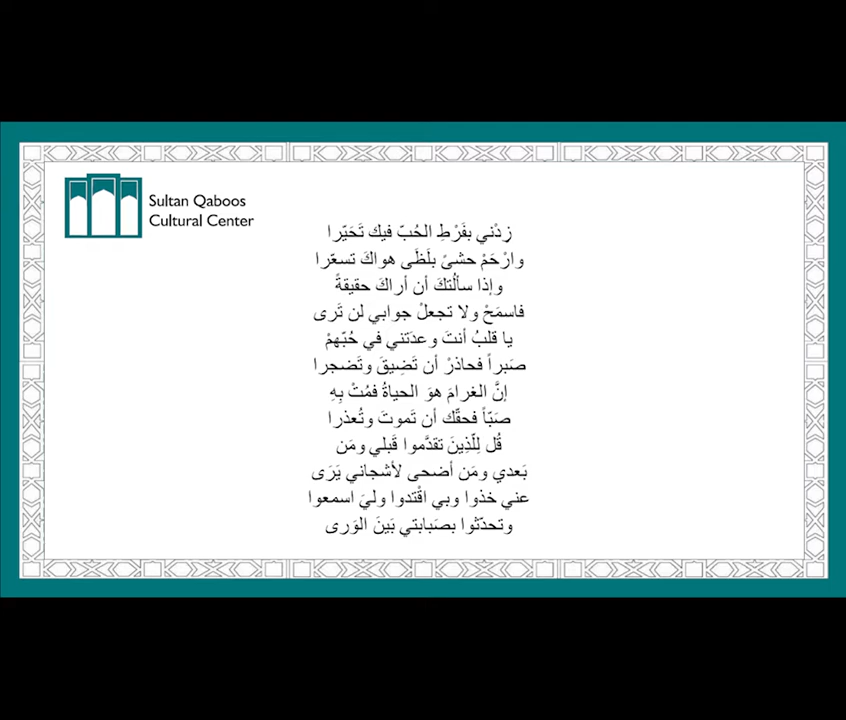 Sultan Qaboos
Cultural Center
زِدْني بفَرْطِ الحُبّ فيك تَحَيّرا
وارْحَمْ حشىً بلَظَى هواكَ تسعّرا
وإذا سألُتكَ أن أراكَ حقيقةً
فاسمَحْ ولا تجعلْ جوابي لن تَرى
يا قلبُ أنتَ وعدَتني في حُبّهِمْ
صَبراً فحاذرْ أن تَضِيقَ وتَضجرا
إنَّ الغرامَ هوَ الحياةُ فمُتْ بِهِ
صَبّاً فحقّك أن تَموتَ وتُعذرا
قُل لِلّذِينَ تقدَّموا قَبلي ومَن
بَعدي ومَن أضحى لأشجاني يَرَى
عني خذوا وبي اقْتدوا وليَ اسمعوا
وتحدّثوا بصَبابتي بَينَ الوَرى